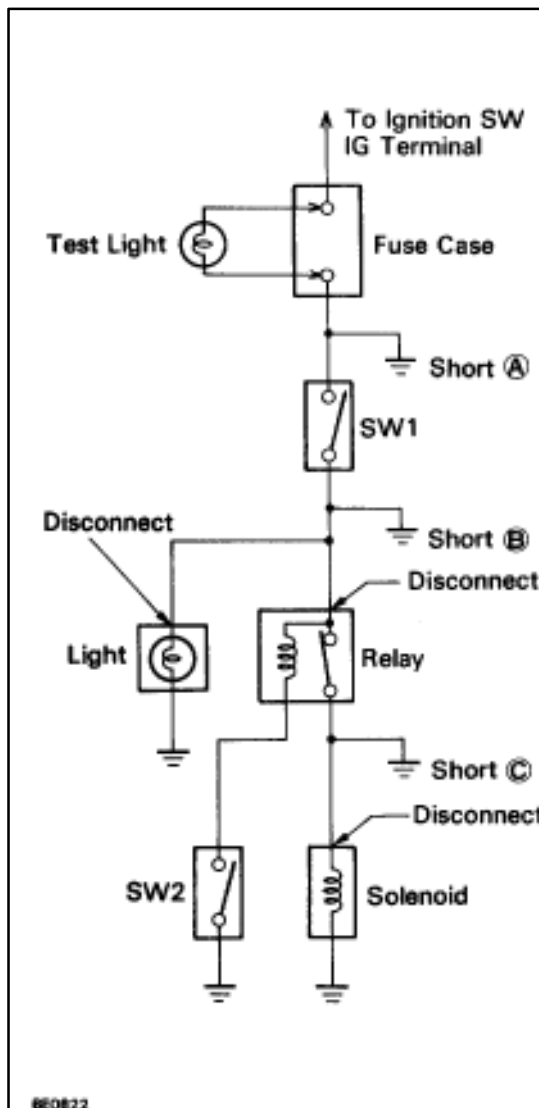 To Ignition SW
IG Terminal
Test Light
Fuse Case
Short Ⓐ
SW1
Disconnect
Short Ⓑ
Disconnect
Light
Relay
Short Ⓒ
Disconnect
SW2
Solenoid
BE0822